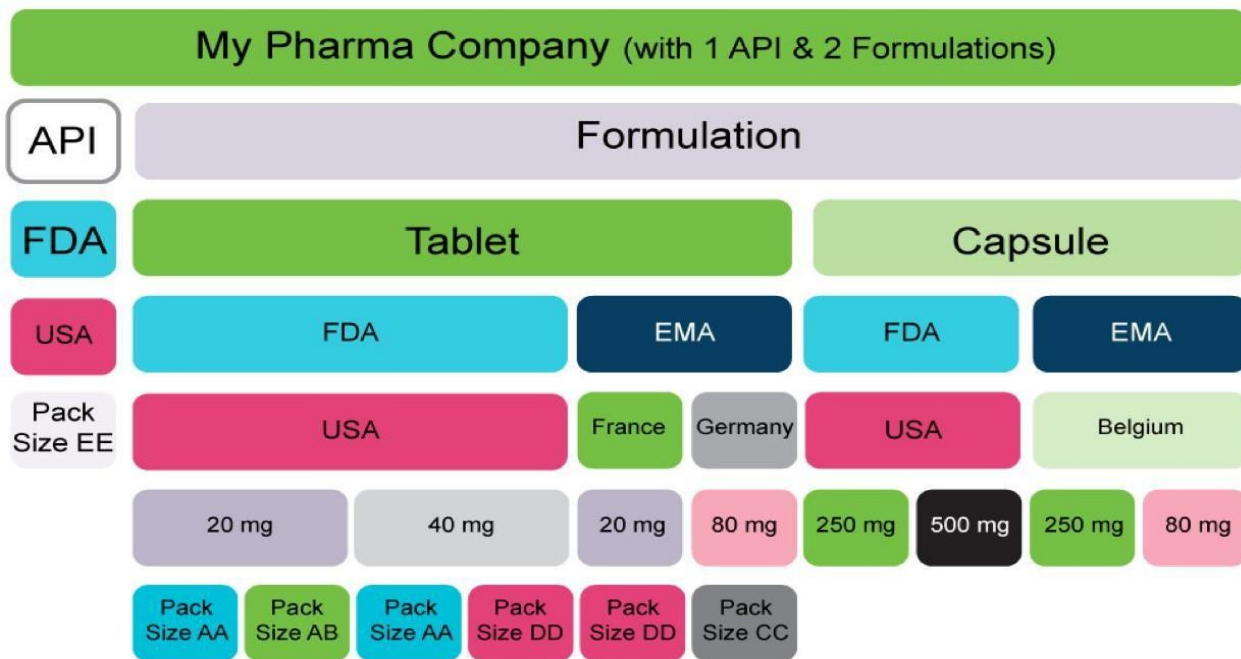 My Pharma Company (with 1 API & 2 Formulations)
API
Formulation
FDA
Tablet
Capsule
USA
FDA
EMA
FDA
EMA
Pack
Size EE
USA
France
Germany
USA
Belgium
20 mg
40 mg
20 mg
80 mg
250 mg
500 mg
250 mg
80 mg
Pack
Size AA
Pack
Size AB
Pack
Size AA
Pack
Size DD
Pack
Size DD
Pack
Size CC